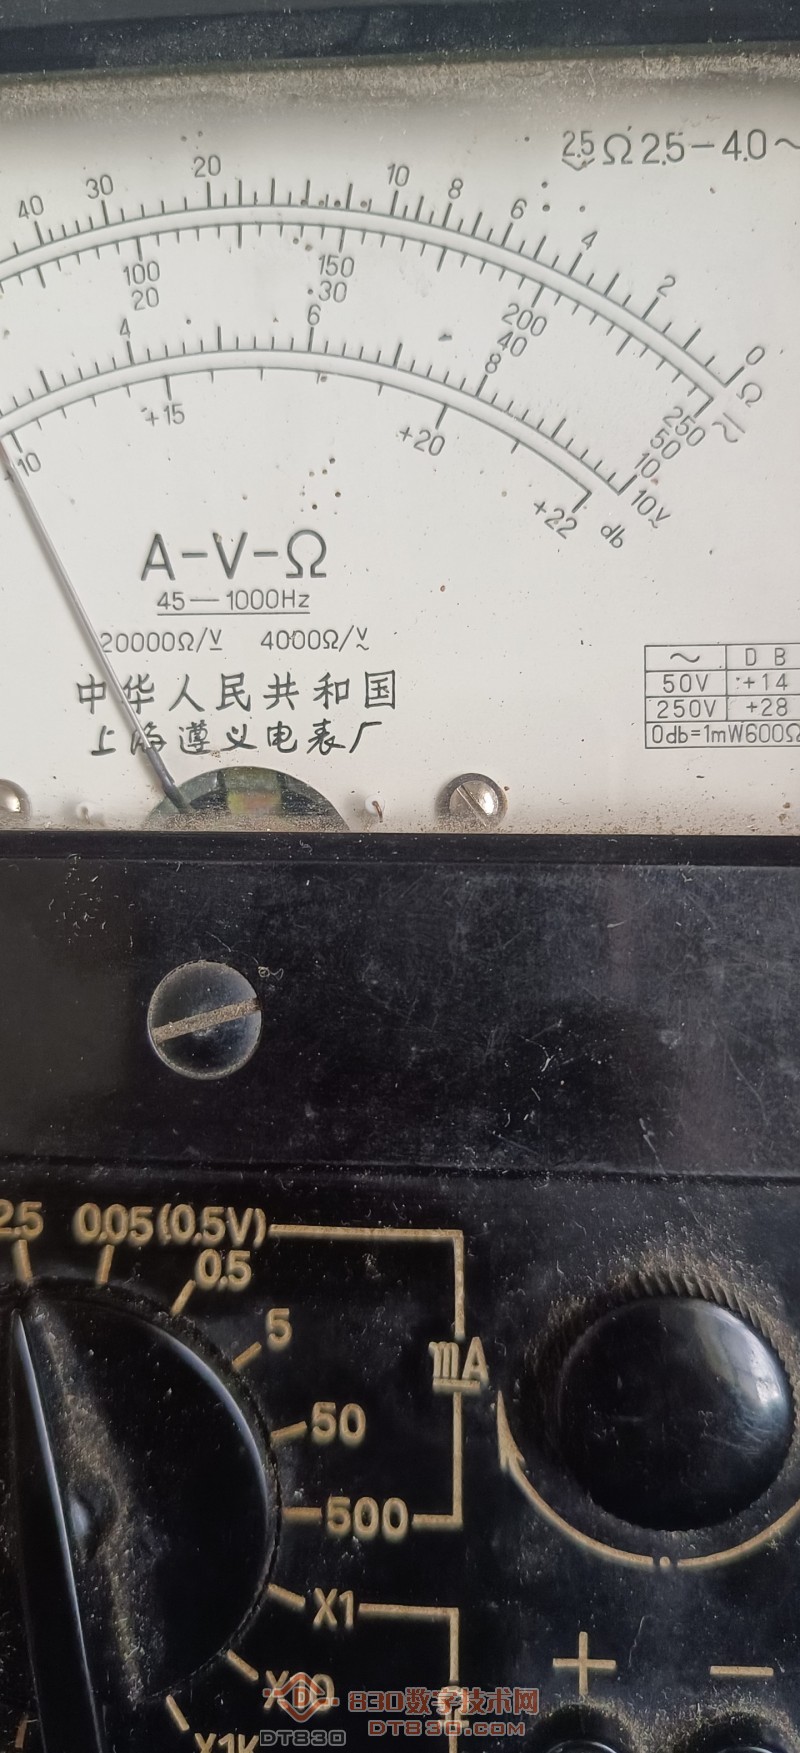 2.5 Ω 2.5 — 4.0 ~
40 30 20 10 8 6 4 2 0 Ω
100 150 200 250
20 30 40 50
10
4 6 8 10V
+10 +15 +20 +22 db
A-V-Ω
45—1000Hz
20000Ω/V 4000Ω/V
中华人民共和国
上海遵义电表厂
~ D B
50V +14
250V +28
0db=1mW600Ω
2.5 0.05(0.5V)
0.5
5
mA
50
500
X1
X10
X1K
+ −
830数字技术网
DT830 DT830.COM